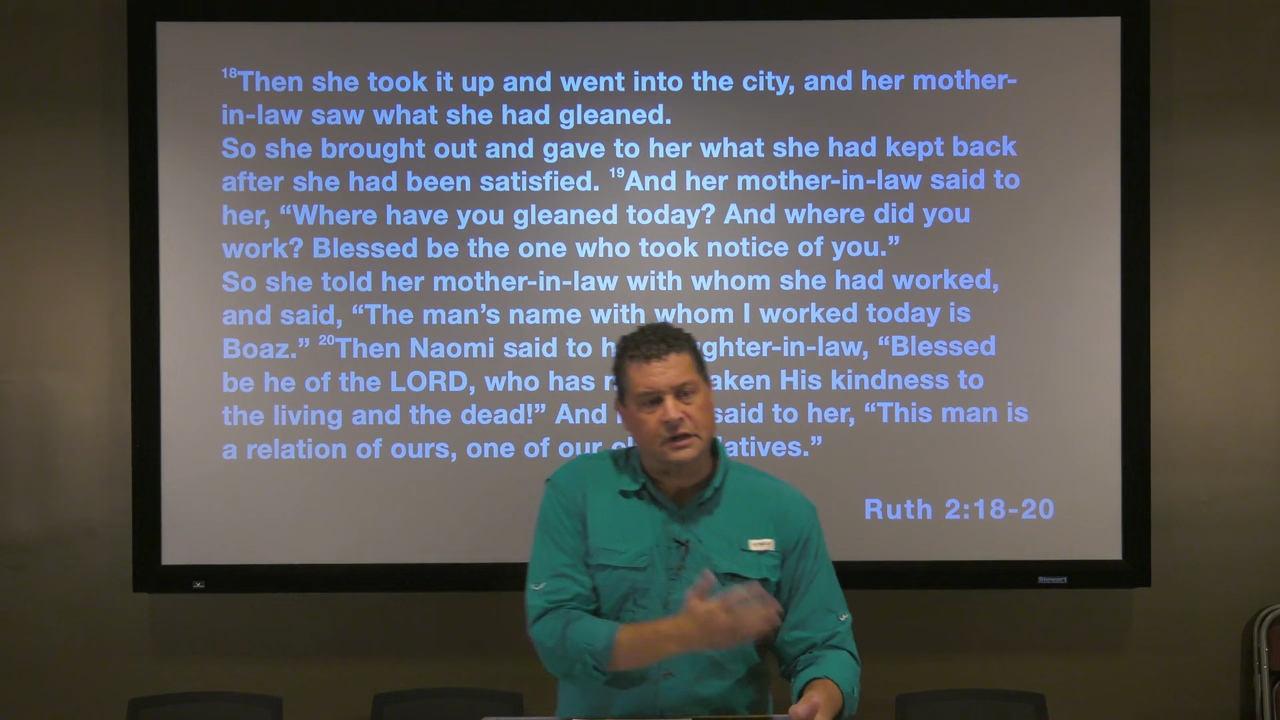 18Then she took it up and went into the city, and her mother-
in-law saw what she had gleaned.
So she brought out and gave to her what she had kept back
after she had been satisfied. 19And her mother-in-law said to
her, “Where have you gleaned today? And where did you
work? Blessed be the one who took notice of you.”
So she told her mother-in-law with whom she had worked,
and said, “The man’s name with whom I worked today is
Boaz.” 20Then Naomi said to ghter-in-law, “Blessed
be he of the LORD, who has aken His kindness to
the living and the dead!” And said to her, “This man is
a relation of ours, one of our atives.”
Ruth 2:18-20
Stewart